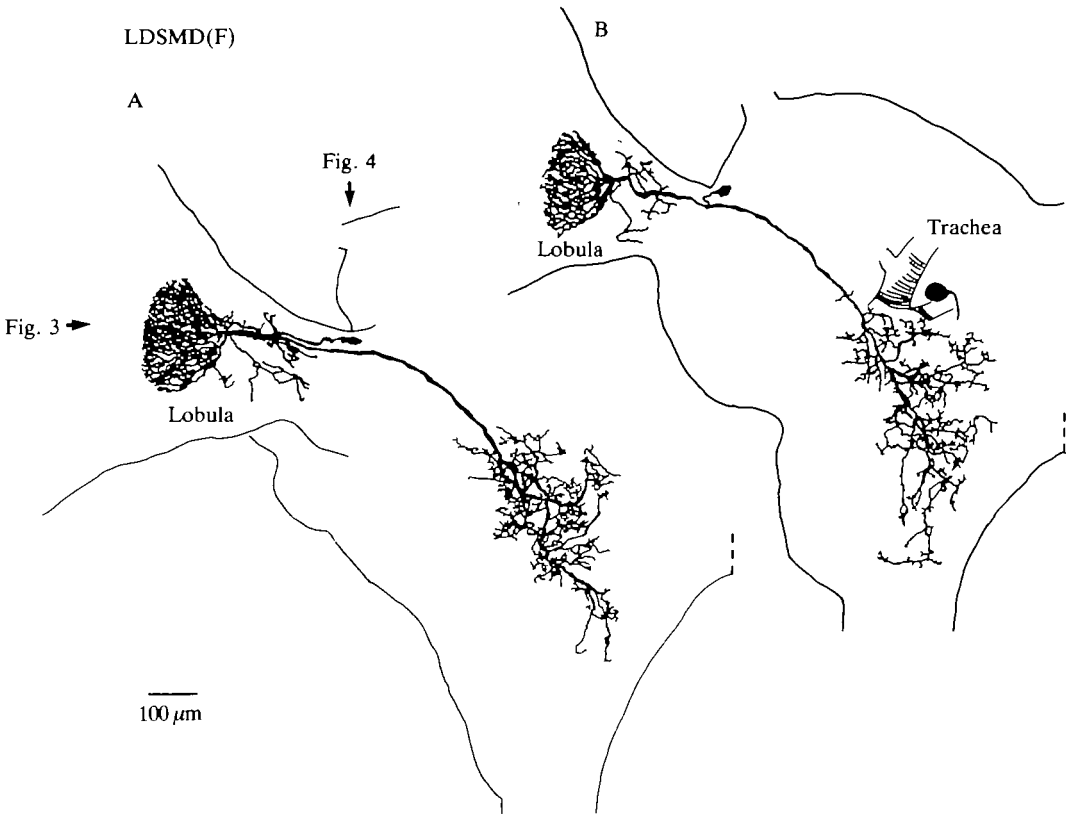 LDSMD(F)
A
B
Fig. 4
Trachea
Lobula
Fig. 3
Lobula
100 μm